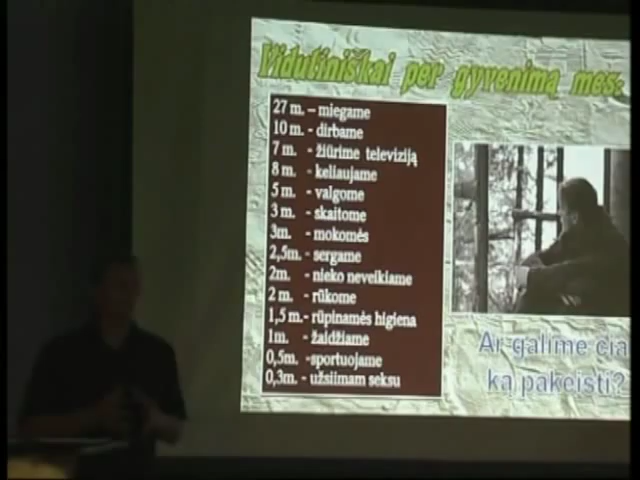 Vidutiniškai per gyvenimą mes:
27 m. – miegame
10 m. - dirbame
7 m. - žiūrime televiziją
8 m. - keliaujame
5 m. - valgome
3 m. - skaitome
3m. - mokomės
2,5m. - sergame
2m. - nieko neveikiame
2 m. - rūkome
1,5 m.- rūpinamės higiena
1m. - žaidžiame
0,5m. -sportuojame
0,3m. - užsiimam seksu
Ar galime čia
ką pakeisti?